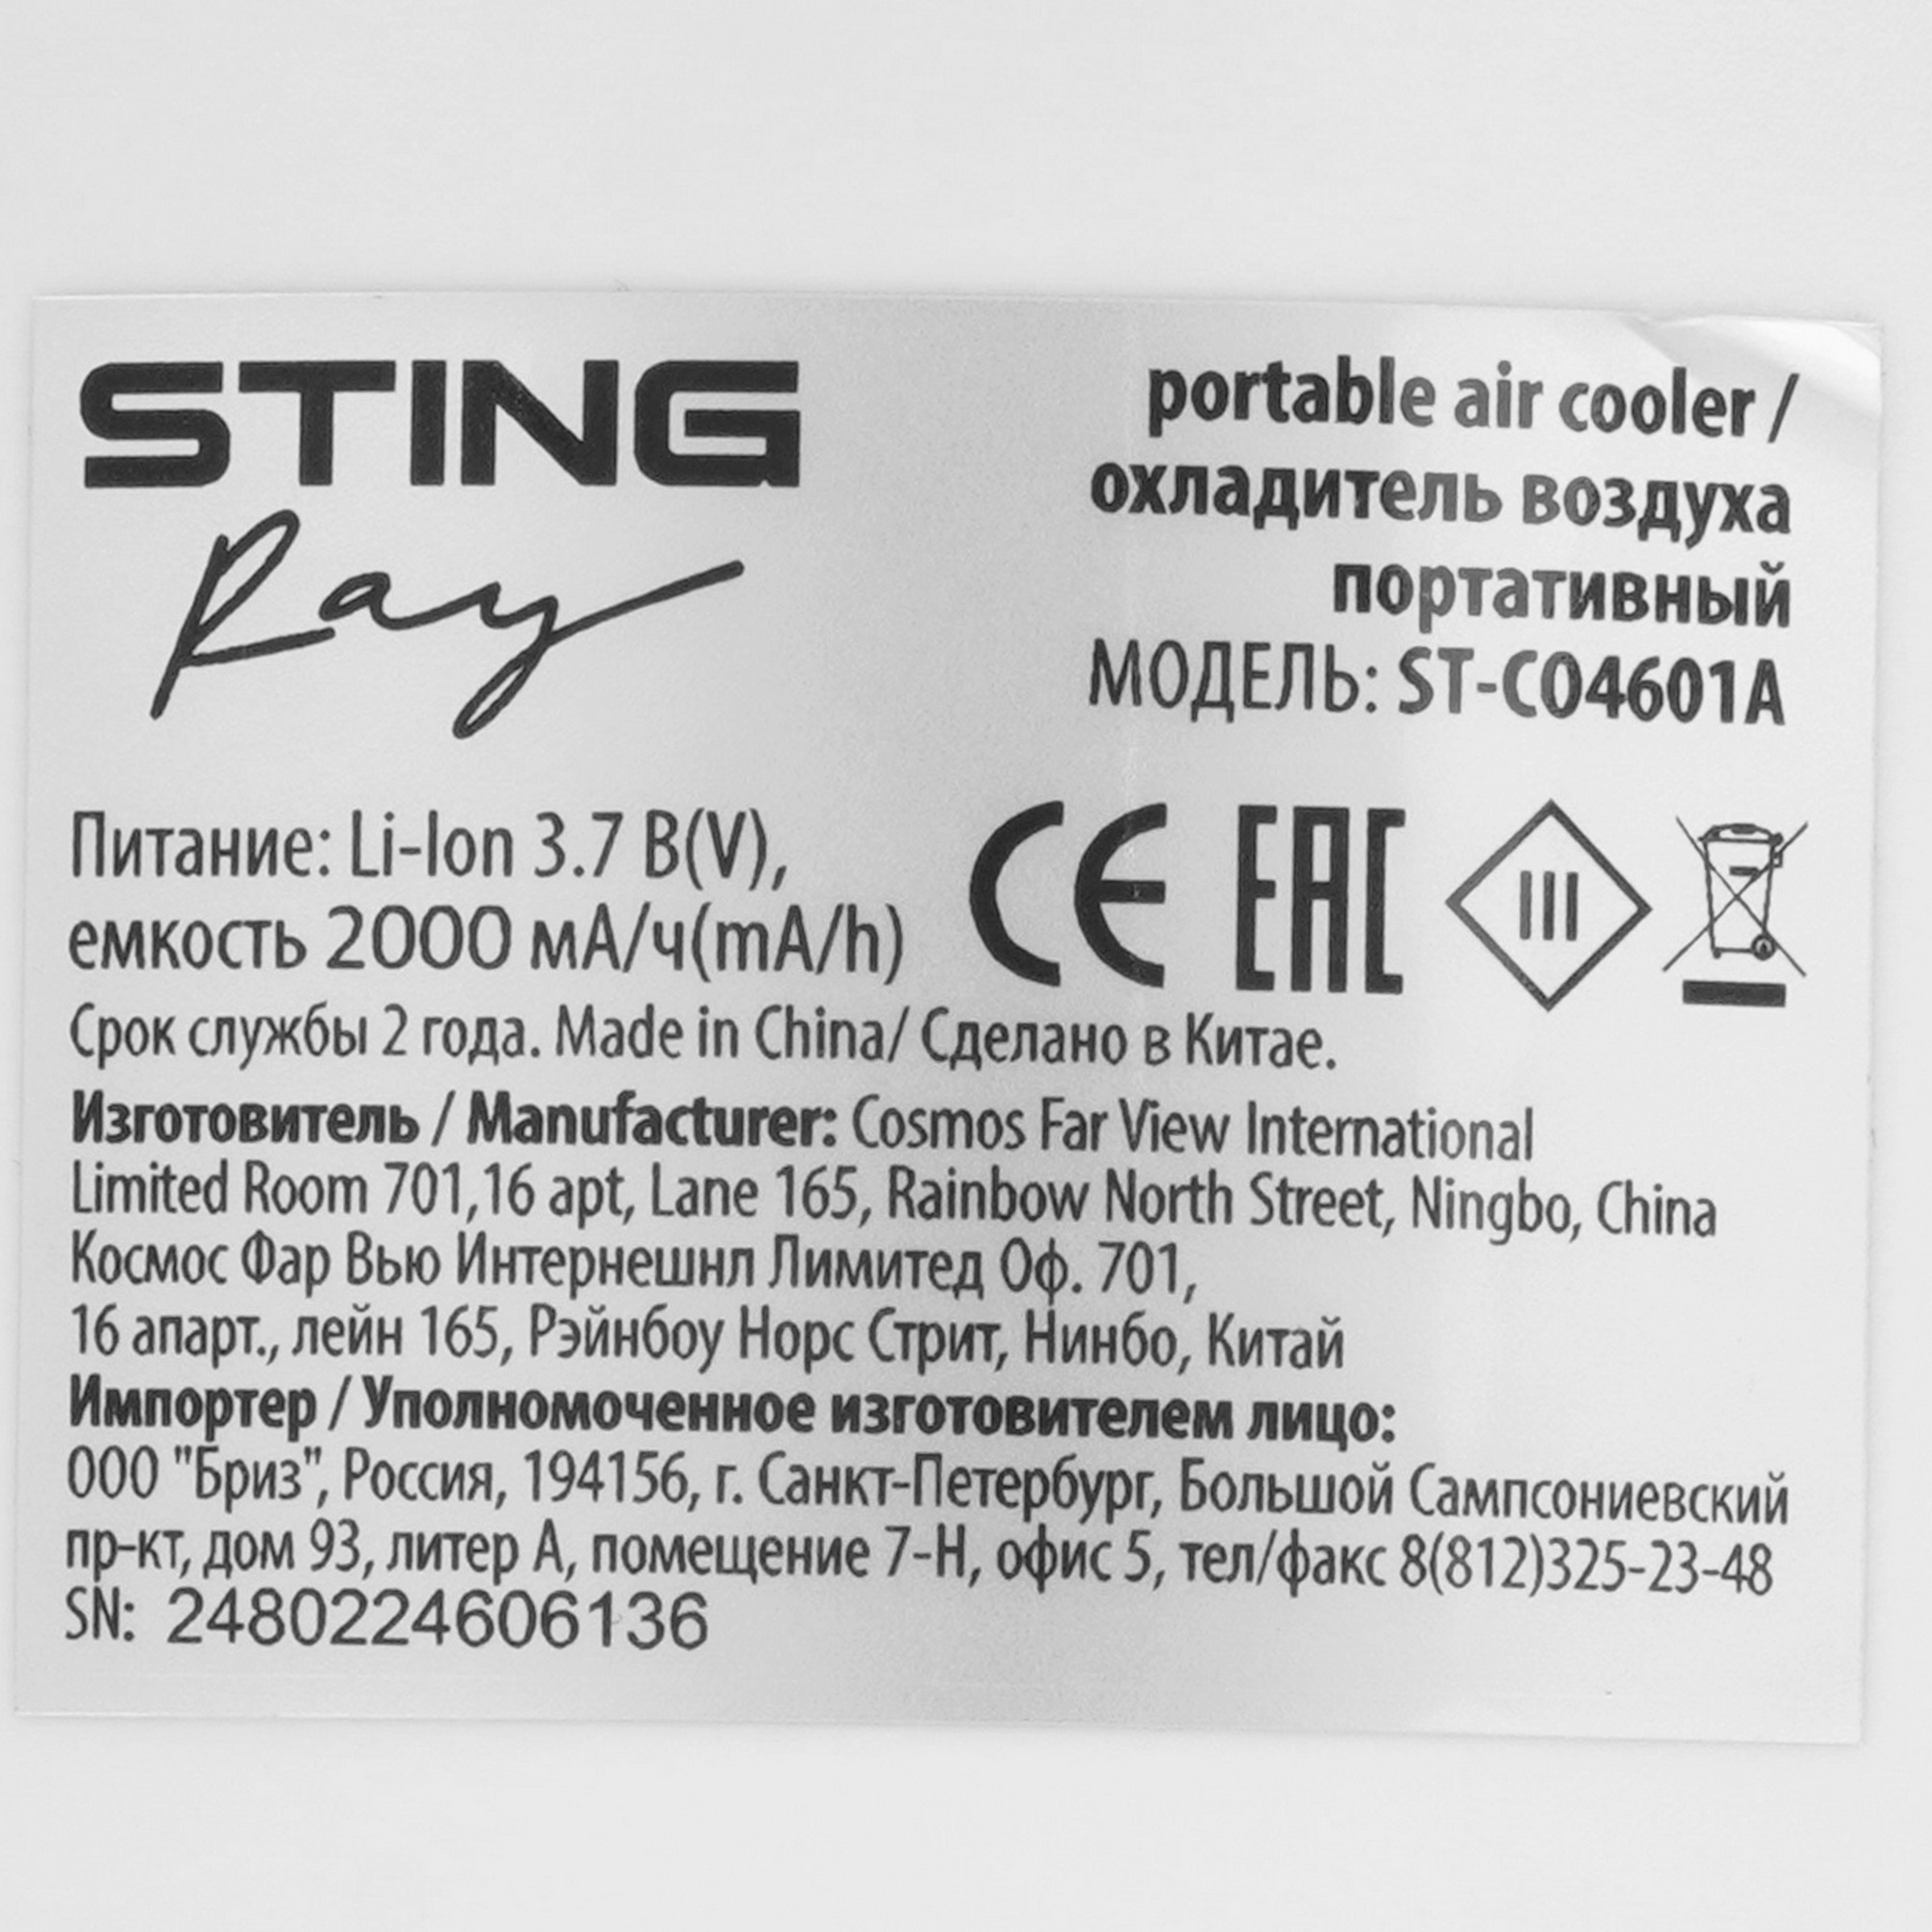 STING
Ray
portable air cooler /
охладитель воздуха
портативный
МОДЕЛЬ: ST-CO4601A
Питание: Li-Ion 3.7 В(V),
емкость 2000 мА/ч(mA/h)
CE EAC III
Срок службы 2 года. Made in China/ Сделано в Китае.
Изготовитель / Manufacturer: Cosmos Far View International
Limited Room 701,16 apt, Lane 165, Rainbow North Street, Ningbo, China
Космос Фар Вью Интернешнл Лимитед Оф. 701,
16 апарт., лейн 165, Рэйнбоу Норс Стрит, Нинбо, Китай
Импортер / Уполномоченное изготовителем лицо:
ООО "Бриз", Россия, 194156, г. Санкт-Петербург, Большой Сампсониевский
пр-кт, дом 93, литер А, помещение 7-Н, офис 5, тел/факс 8(812)325-23-48
SN: 2480224606136